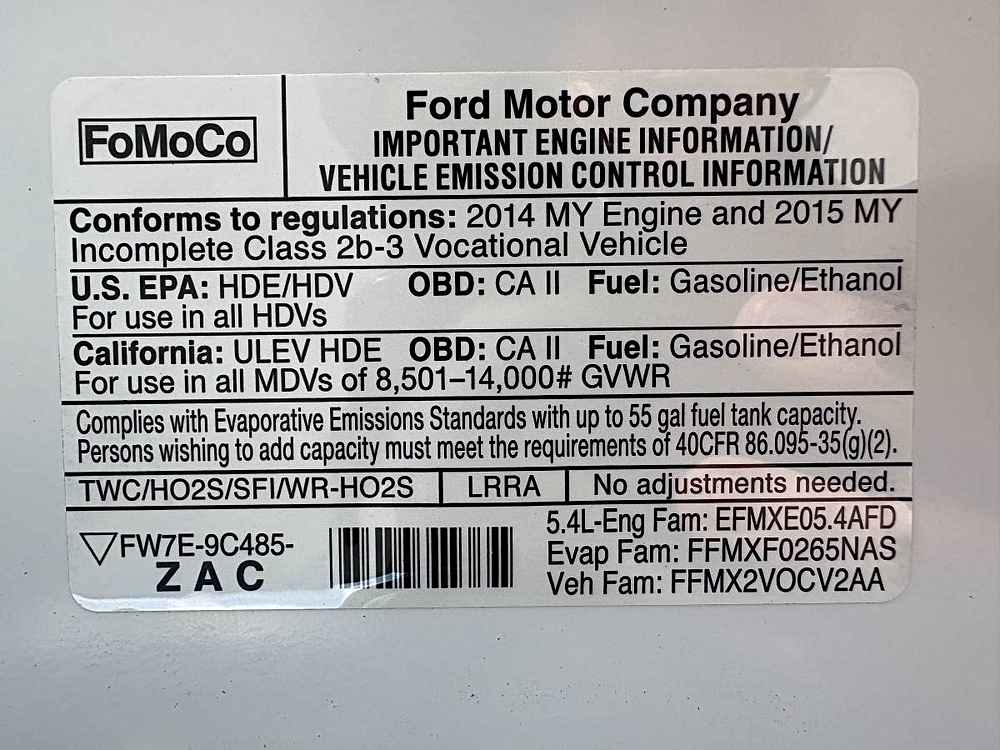 FoMoCo
Ford Motor Company
IMPORTANT ENGINE INFORMATION/
VEHICLE EMISSION CONTROL INFORMATION
Conforms to regulations: 2014 MY Engine and 2015 MY
Incomplete Class 2b-3 Vocational Vehicle
U.S. EPA: HDE/HDV OBD: CA II Fuel: Gasoline/Ethanol
For use in all HDVs
California: ULEV HDE OBD: CA II Fuel: Gasoline/Ethanol
For use in all MDVs of 8,501–14,000# GVWR
Complies with Evaporative Emissions Standards with up to 55 gal fuel tank capacity.
Persons wishing to add capacity must meet the requirements of 40CFR 86.095-35(g)(2).
TWC/HO2S/SFI/WR-HO2S LRRA No adjustments needed.
FW7E-9C485-
Z A C
5.4L-Eng Fam: EFMXE05.4AFD
Evap Fam: FFMXF0265NAS
Veh Fam: FFMX2VOCV2AA